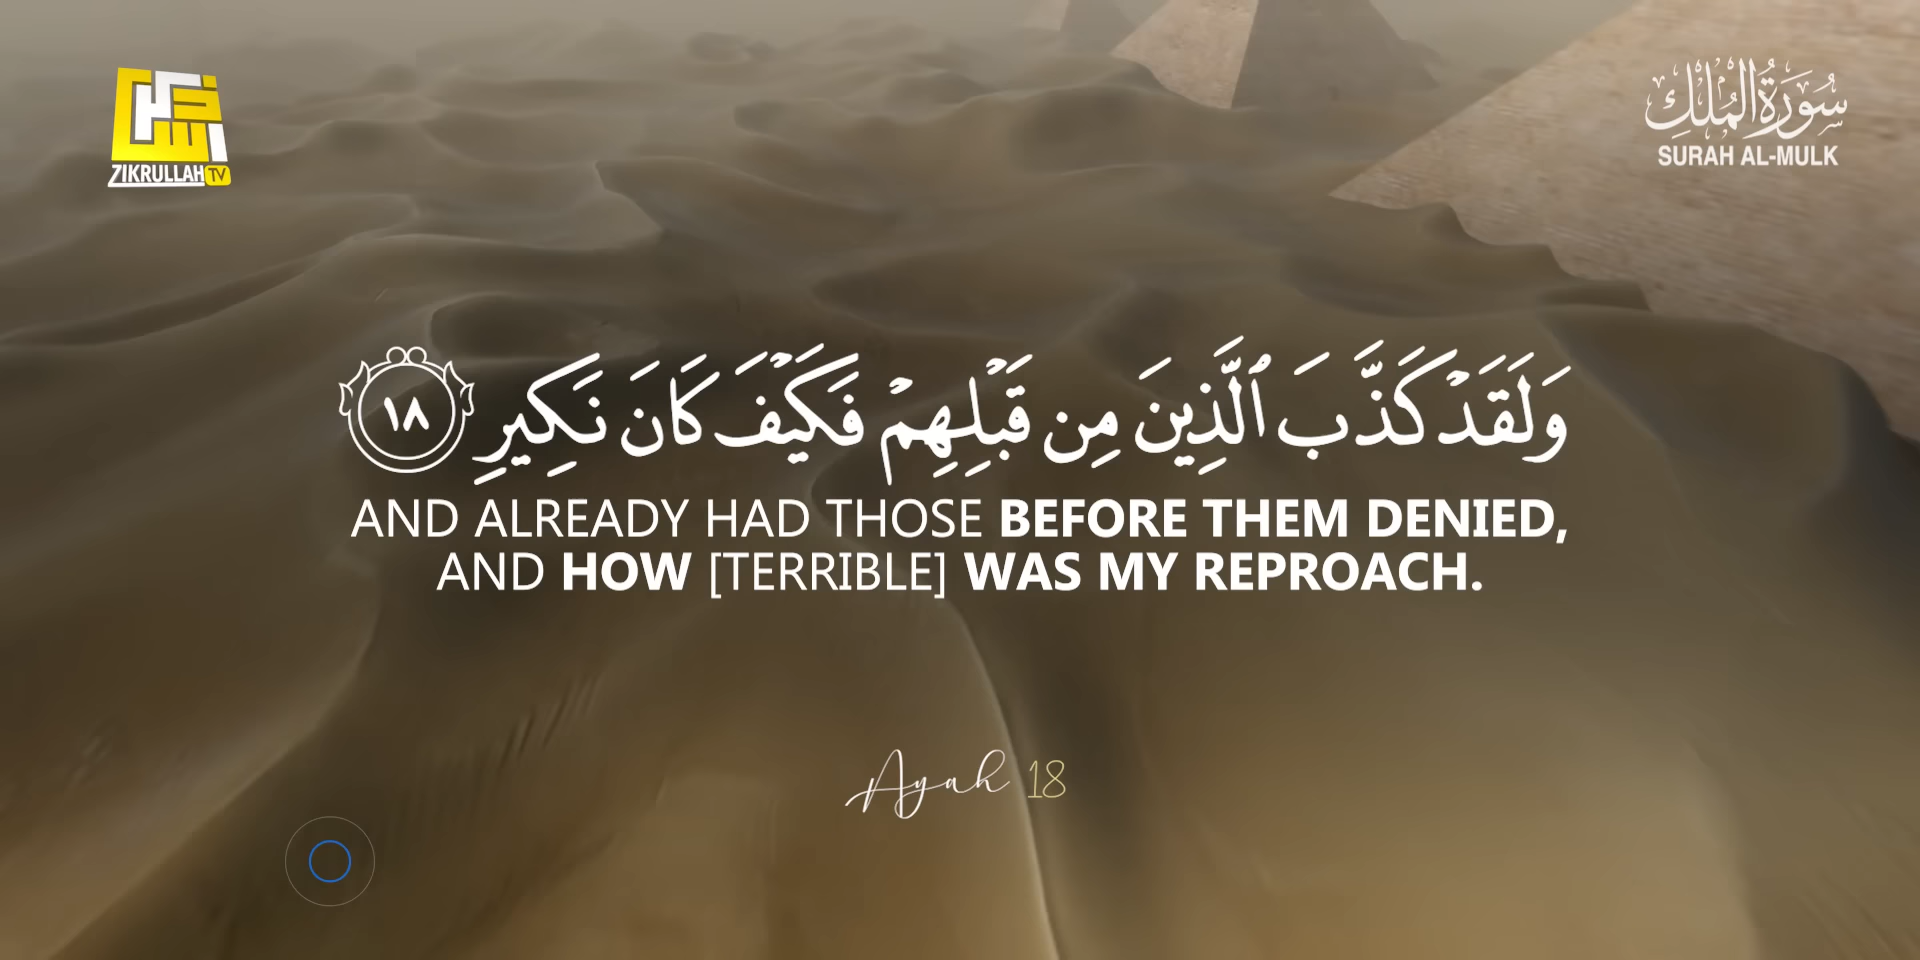 ZIKRULLAH TV
سُورَةُ الْمُلْكِ
SURAH AL-MULK
وَلَقَدْ كَذَّبَ ٱلَّذِينَ مِن قَبْلِهِمْ فَكَيْفَ كَانَ نَكِيرِ ١٨
AND ALREADY HAD THOSE BEFORE THEM DENIED,
AND HOW [TERRIBLE] WAS MY REPROACH.
Ayah 18